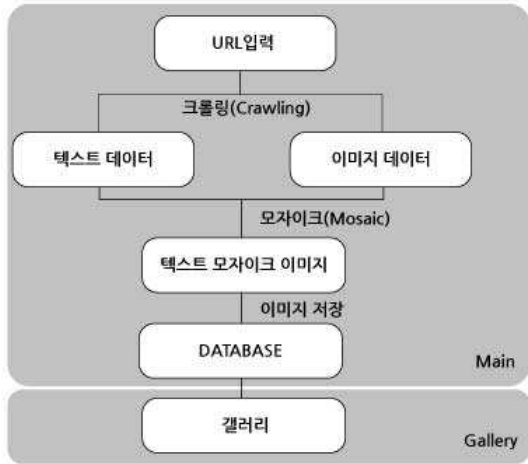 URL입력
크롤링(Crawling)
텍스트 데이터
이미지 데이터
모자이크(Mosaic)
텍스트 모자이크 이미지
이미지 저장
DATABASE
Main
갤러리
Gallery